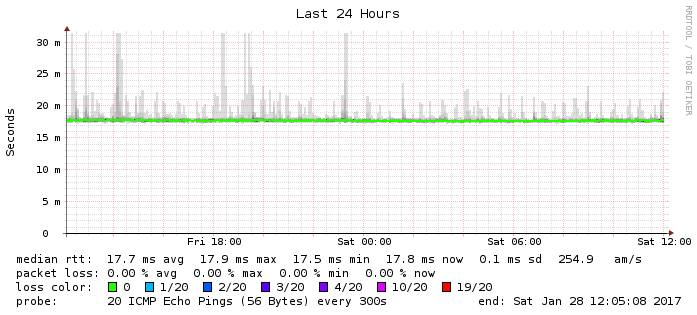 Last 24 Hours
RRDTOOL / TOBI OETIKER
Seconds
30 m
25 m
20 m
15 m
10 m
5 m
0
Fri 18:00 Sat 00:00 Sat 06:00 Sat 12:00
median rtt: 17.7 ms avg 17.9 ms max 17.5 ms min 17.8 ms now 0.1 ms sd 254.9 am/s
packet loss: 0.00 % avg 0.00 % max 0.00 % min 0.00 % now
loss color: 0 1/20 2/20 3/20 4/20 10/20 19/20
probe: 20 ICMP Echo Pings (56 Bytes) every 300s end: Sat Jan 28 12:05:08 2017